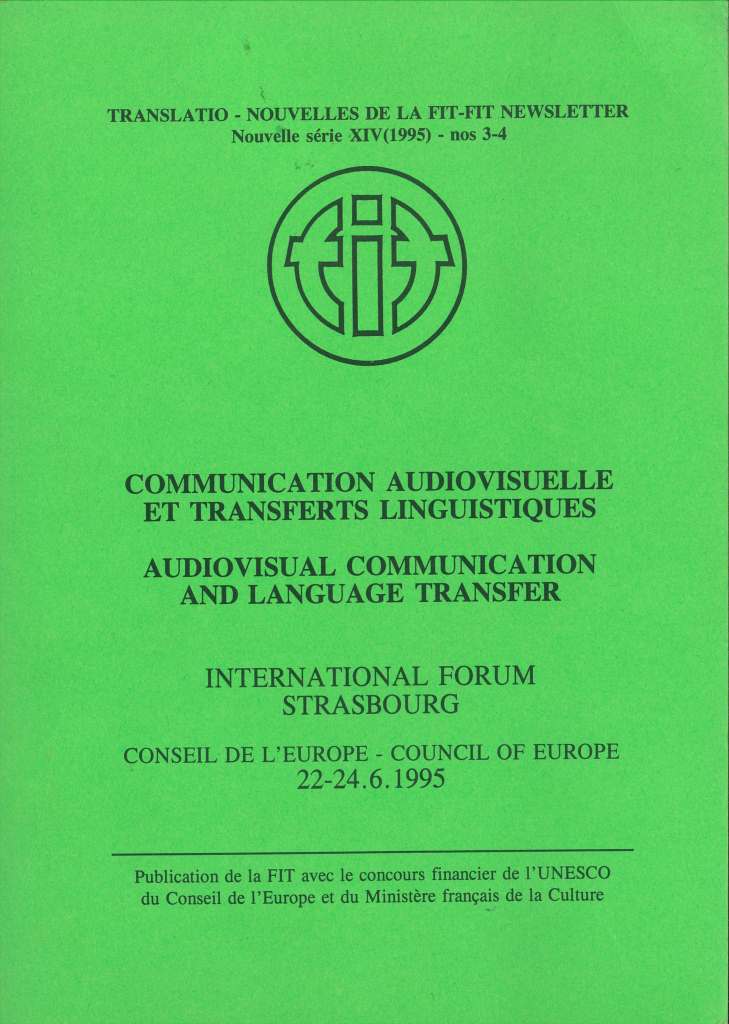 TRANSLATIO - NOUVELLES DE LA FIT-FIT NEWSLETTER
Nouvelle série XIV(1995) - nos 3-4
fit
COMMUNICATION AUDIOVISUELLE
ET TRANSFERTS LINGUISTIQUES
AUDIOVISUAL COMMUNICATION
AND LANGUAGE TRANSFER
INTERNATIONAL FORUM
STRASBOURG
CONSEIL DE L'EUROPE - COUNCIL OF EUROPE
22-24.6.1995
Publication de la FIT avec le concours financier de l'UNESCO
du Conseil de l'Europe et du Ministère français de la Culture